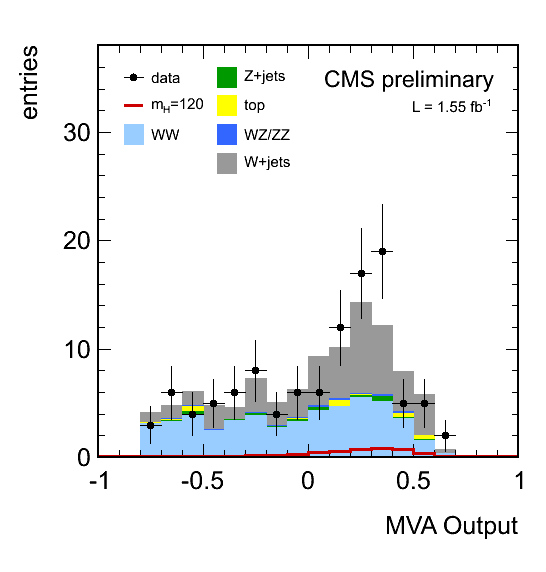 entries
data
m_H=120
WW
Z+jets
top
WZ/ZZ
W+jets
CMS preliminary
L = 1.55 fb⁻¹
30
20
10
0
-1 -0.5 0 0.5 1
MVA Output